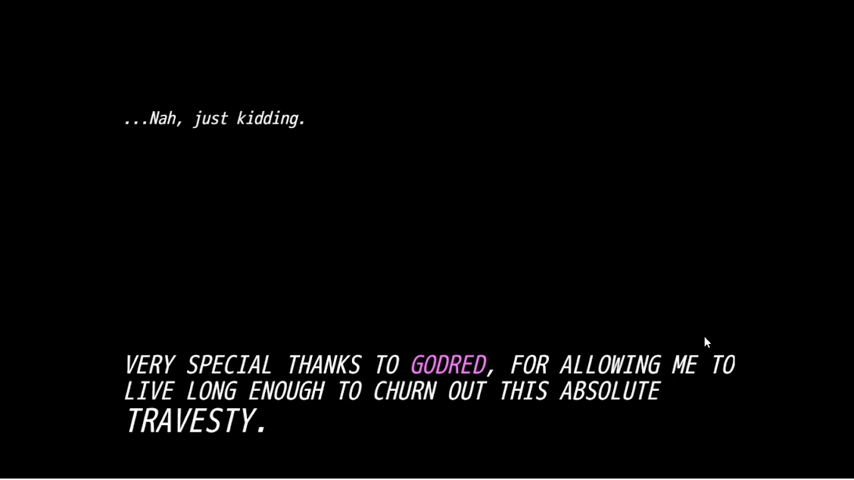 ...Nah, just kidding.
VERY SPECIAL THANKS TO GODRED, FOR ALLOWING ME TO
LIVE LONG ENOUGH TO CHURN OUT THIS ABSOLUTE
TRAVESTY.